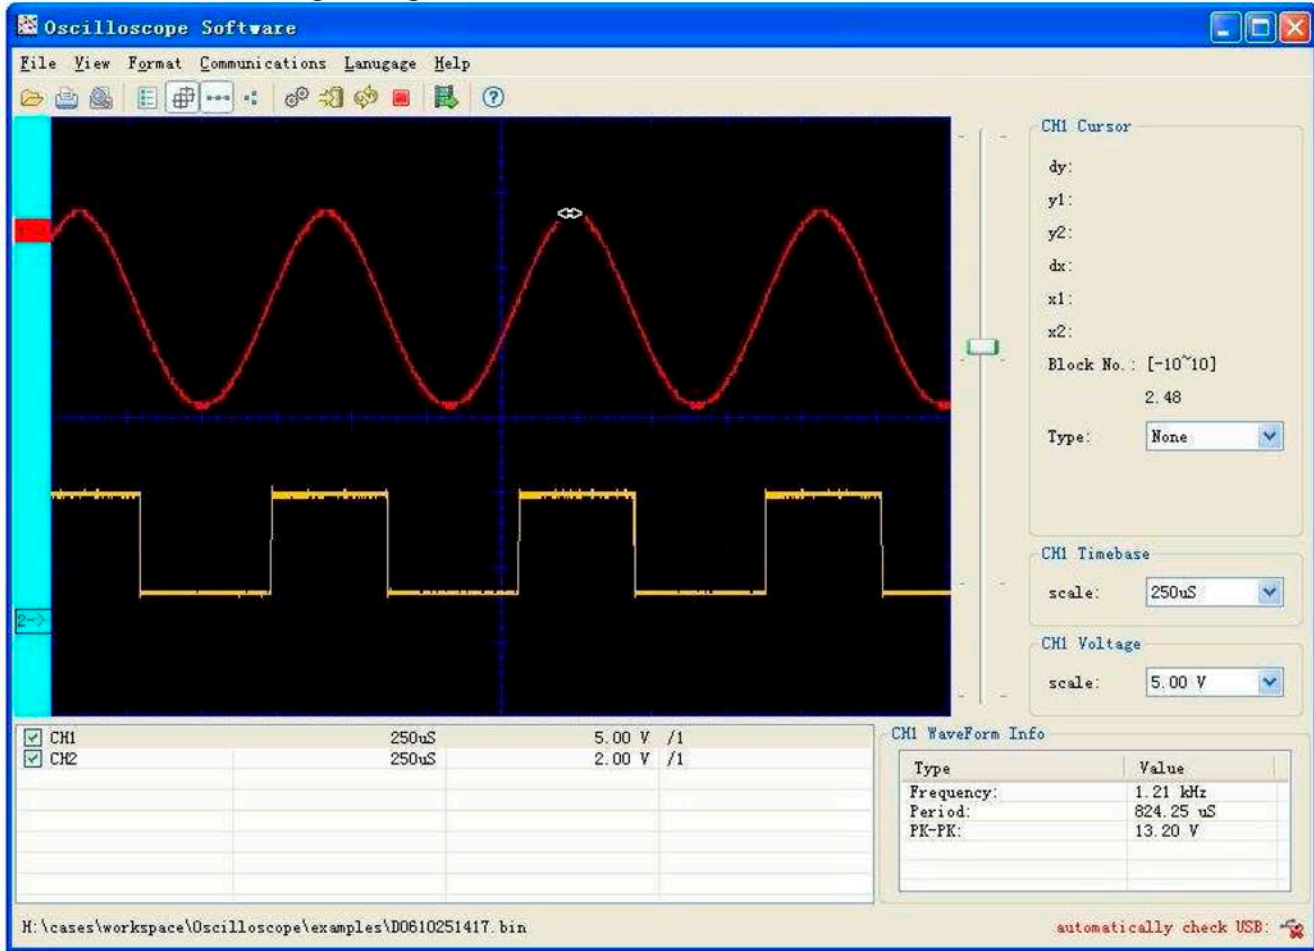 Oscilloscope Software
File View Format Communications Lanugage Help
CH1 Cursor
dy:
y1:
y2:
dx:
x1:
x2:
Block No.: [-10~10]
2.48
Type: None
CH1 Timebase
scale: 250uS
2->
CH1 Voltage
scale: 5.00 V
CH1 250uS 5.00 V /1
CH2 250uS 2.00 V /1
CH1 WaveForm Info
Type Value
Frequency: 1.21 kHz
Period: 824.25 uS
PK-PK: 13.20 V
H:\cases\workspace\Oscilloscope\examples\D0610251417.bin
automatically check USB: